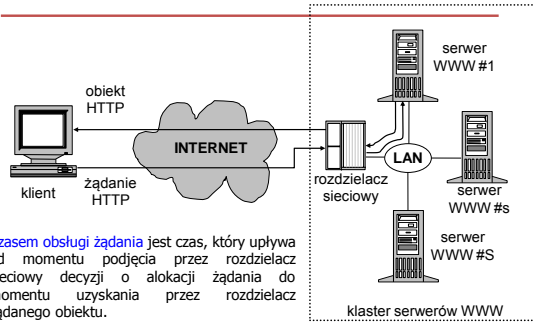 serwer
WWW #1
obiekt
HTTP
INTERNET
LAN
klient
żądanie
HTTP
rozdzielacz
sieciowy
serwer
WWW #s
zasem obsługi żądania jest czas, który upływa
d momentu podjęcia przez rozdzielacz
ieciowy decyzji o alokacji żądania do
omentu uzyskania przez rozdzielacz
ądanego obiektu.
serwer
WWW #S
klaster serwerów WWW